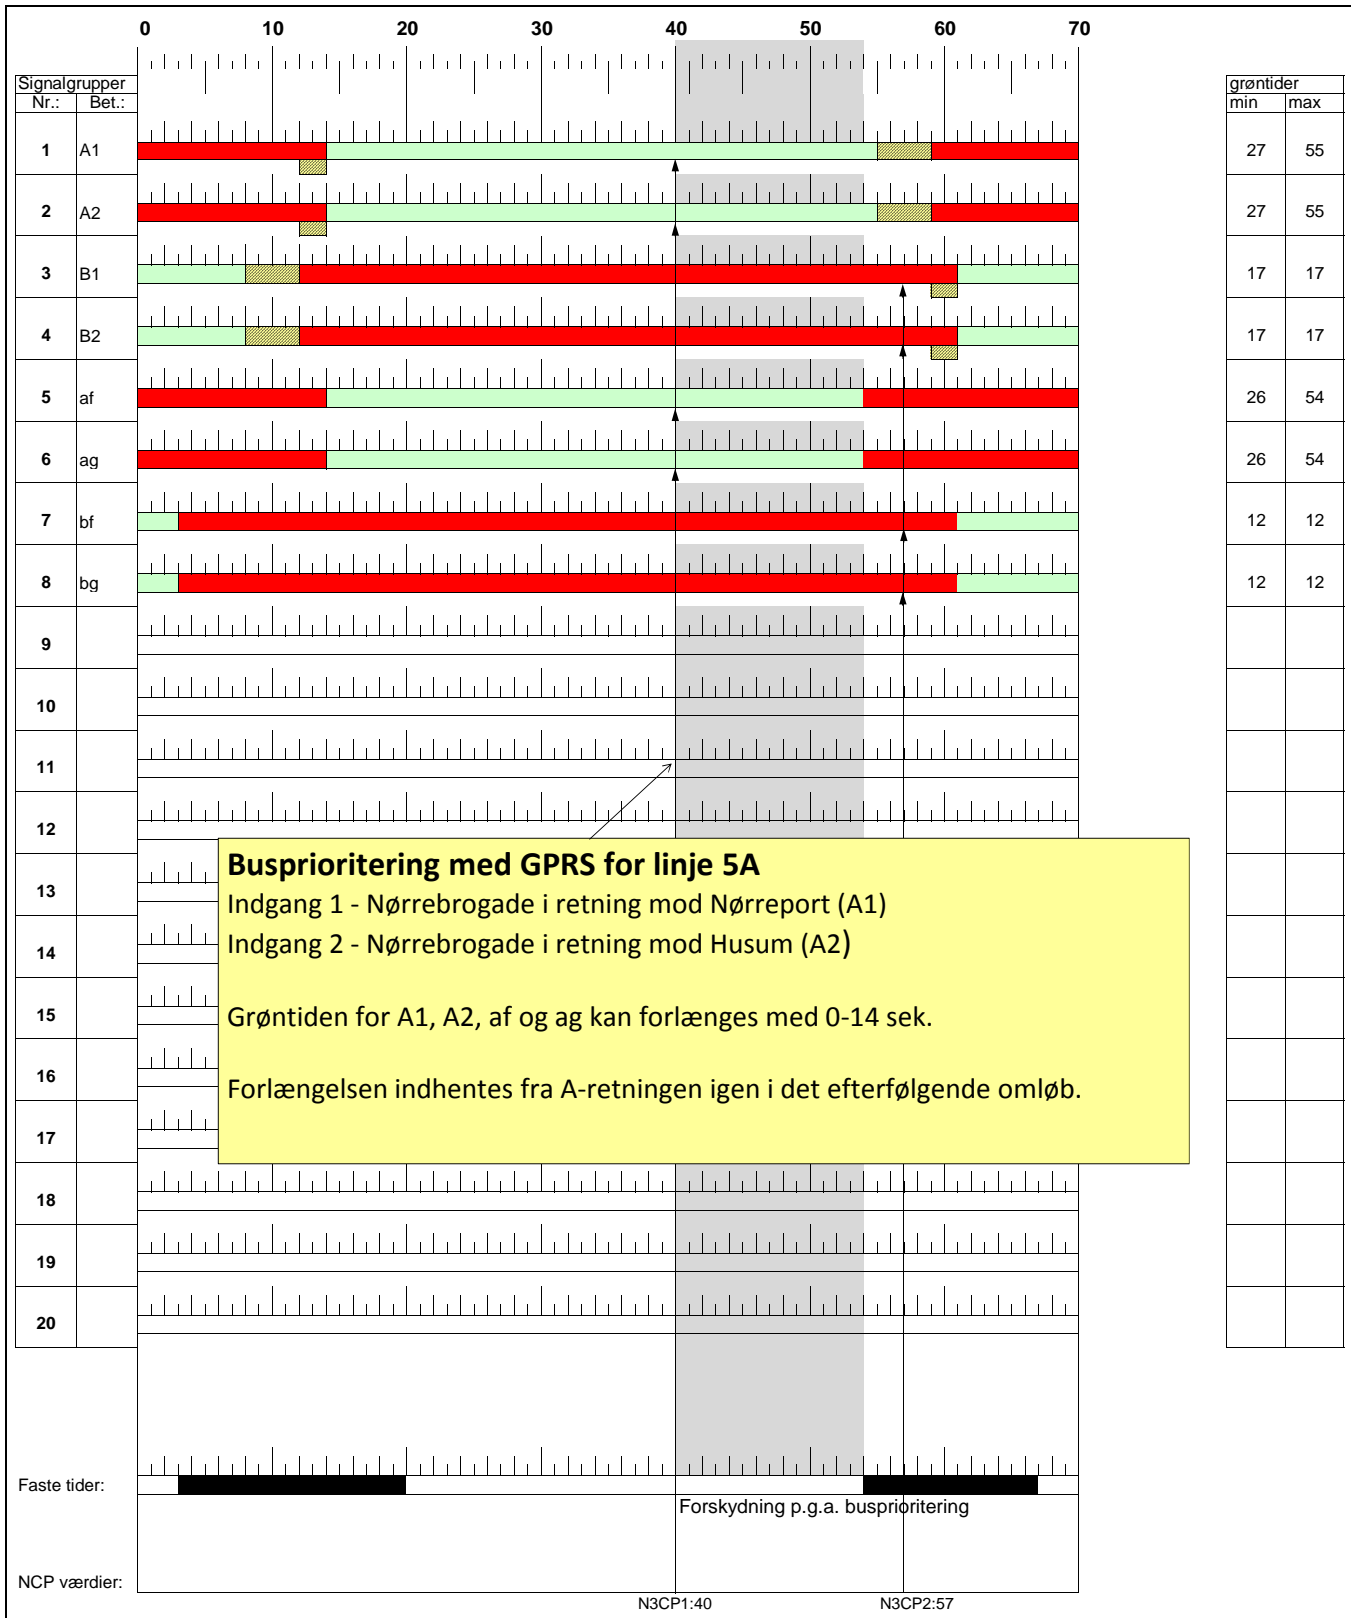 0 10 20 30 40 50 60 70
Signalgrupper grøntider
Nr.: Bet.: min max
1 A1 27 55
2 A2 27 55
3 B1 17 17
4 B2 17 17
5 af 26 54
6 ag 26 54
7 bf 12 12
8 bg 12 12
9
10
11
12
13
14
15
16
17
18
19
20
Busprioritering med GPRS for linje 5A
Indgang 1 - Nørrebrogade i retning mod Nørreport (A1)
Indgang 2 - Nørrebrogade i retning mod Husum (A2)
Grøntiden for A1, A2, af og ag kan forlænges med 0-14 sek.
Forlængelsen indhentes fra A-retningen igen i det efterfølgende omløb.
Faste tider:
Forskydning p.g.a. busprioritering
NCP værdier:
N3CP1:40 N3CP2:57